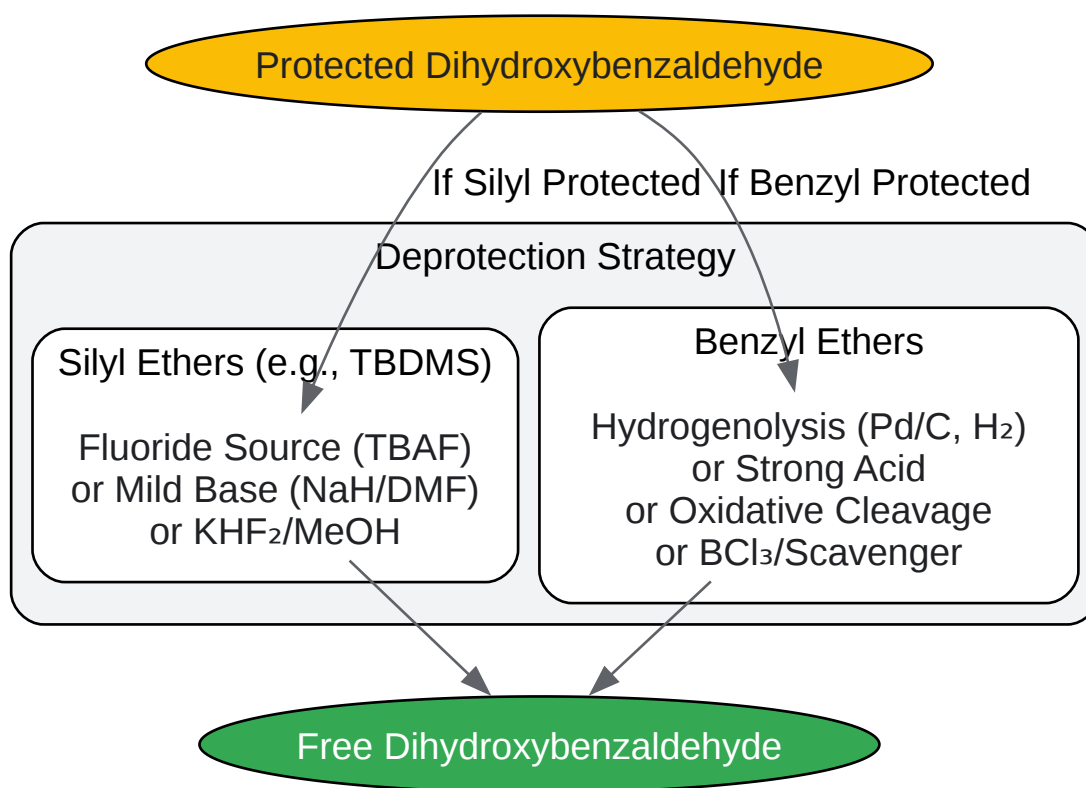 Protected Dihydroxybenzaldehyde
If Silyl Protected
If Benzyl Protected
Deprotection Strategy
Silyl Ethers (e.g., TBDMS)
Fluoride Source (TBAF)
or Mild Base (NaH/DMF)
or KHF₂/MeOH
Benzyl Ethers
Hydrogenolysis (Pd/C, H₂)
or Strong Acid
or Oxidative Cleavage
or BCl₃/Scavenger
Free Dihydroxybenzaldehyde